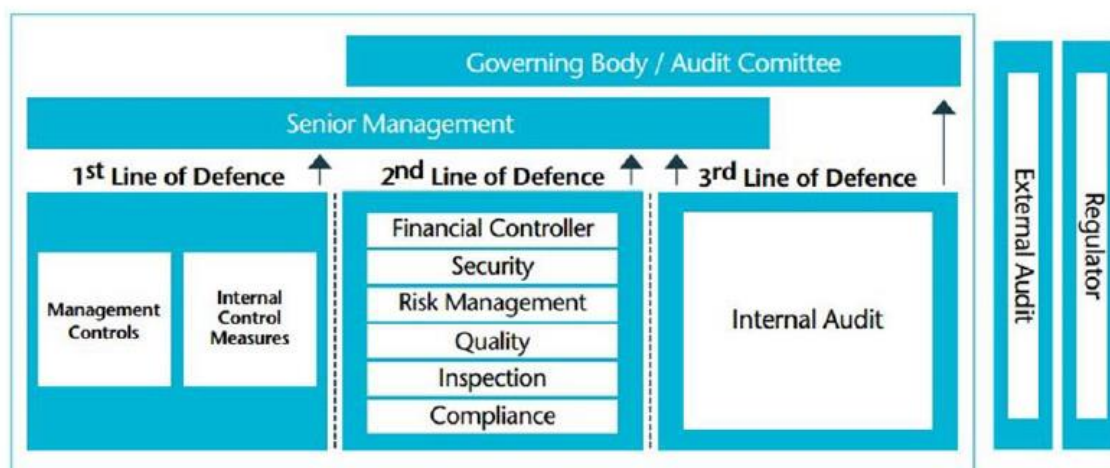 Governing Body / Audit Comittee
Senior Management
1st Line of Defence
2nd Line of Defence
3rd Line of Defence
Management
Controls
Internal
Control
Measures
Financial Controller
Security
Risk Management
Quality
Inspection
Compliance
Internal Audit
External Audit
Regulator